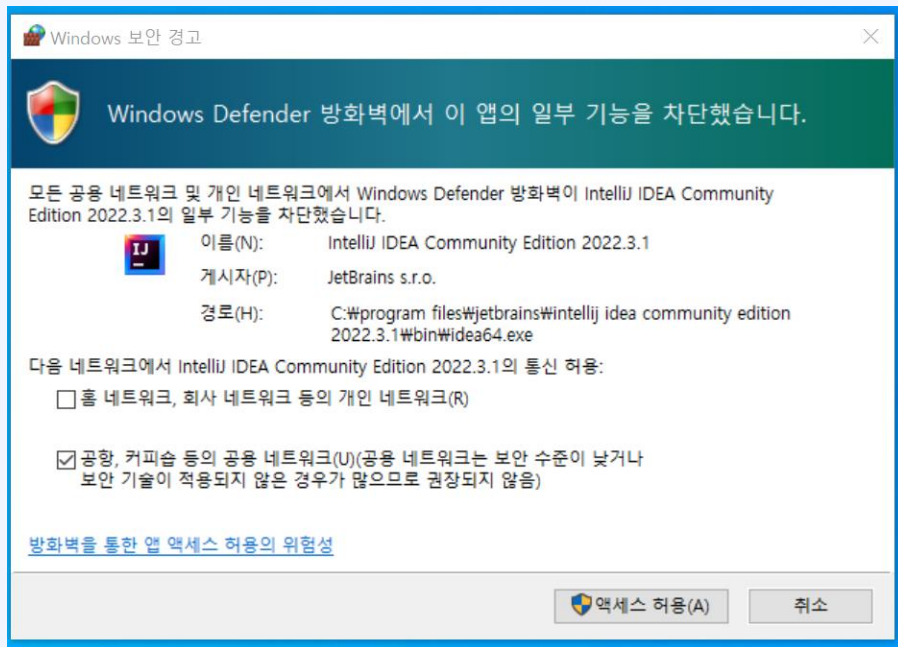 Windows 보안 경고
Windows Defender 방화벽에서 이 앱의 일부 기능을 차단했습니다.
모든 공용 네트워크 및 개인 네트워크에서 Windows Defender 방화벽이 IntelliJ IDEA Community
Edition 2022.3.1의 일부 기능을 차단했습니다.
IJ
이름(N): IntelliJ IDEA Community Edition 2022.3.1
게시자(P): JetBrains s.r.o.
경로(H): C:₩program files₩jetbrains₩intellij idea community edition
2022.3.1₩bin₩idea64.exe
다음 네트워크에서 IntelliJ IDEA Community Edition 2022.3.1의 통신 허용:
홈 네트워크, 회사 네트워크 등의 개인 네트워크(R)
공항, 커피숍 등의 공용 네트워크(U)(공용 네트워크는 보안 수준이 낮거나
보안 기술이 적용되지 않은 경우가 많으므로 권장되지 않음)
방화벽을 통한 앱 액세스 허용의 위험성
액세스 허용(A) 취소